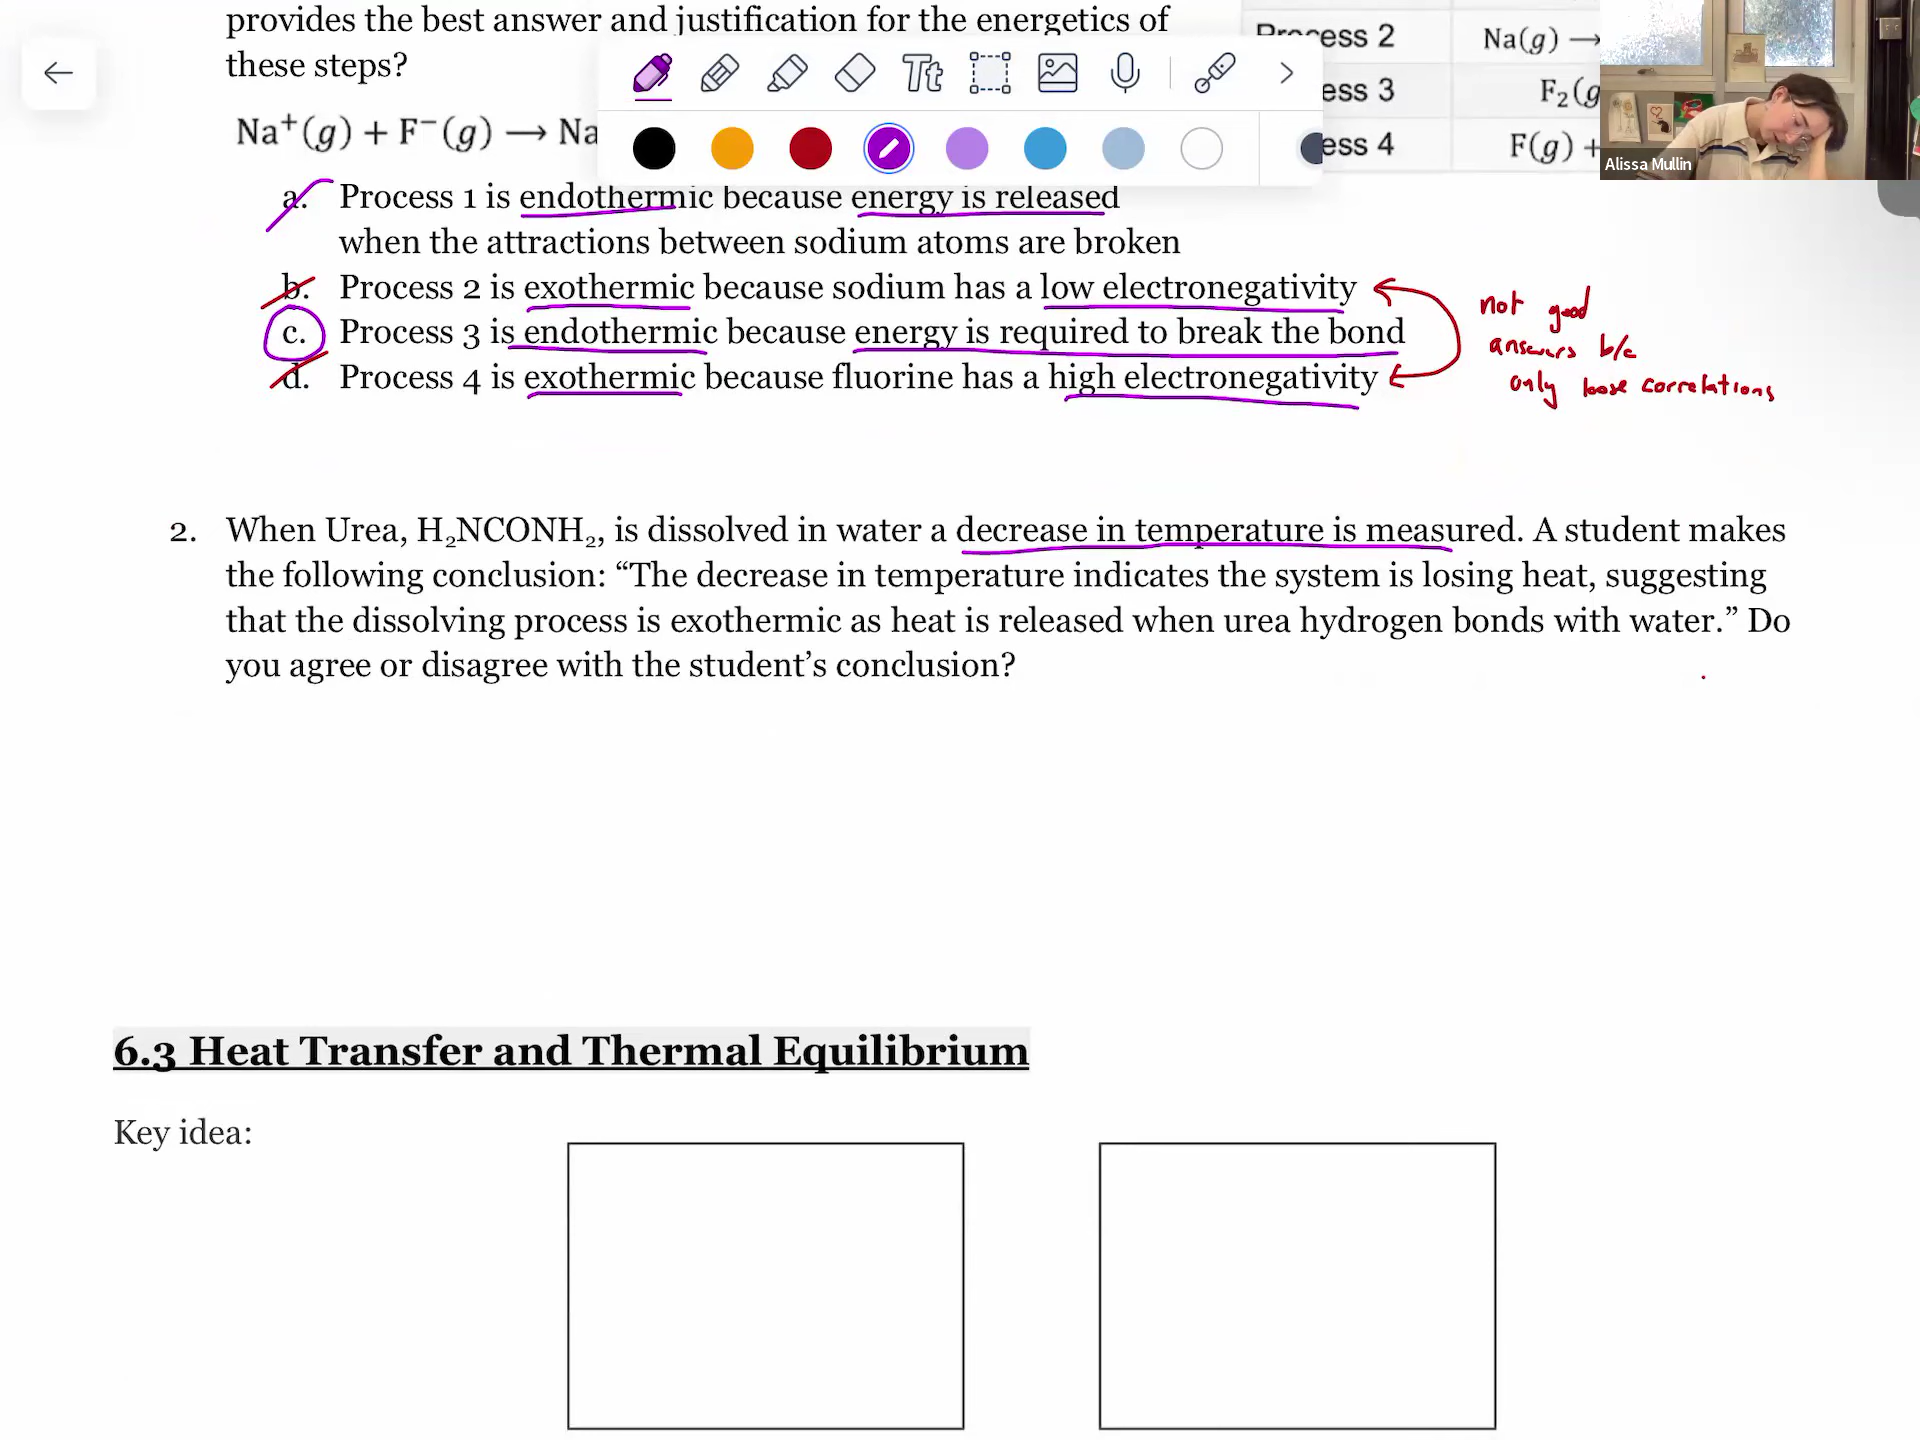 provides the best answer and justification for the energetics of
these steps?
Process 2 Na(g) →
ess 3 F₂(g
ess 4 F(g) +
Na⁺(g) + F⁻(g) → Na
Tt
Alissa Mullin
a. Process 1 is endothermic because energy is released
when the attractions between sodium atoms are broken
b. Process 2 is exothermic because sodium has a low electronegativity
c. Process 3 is endothermic because energy is required to break the bond
d. Process 4 is exothermic because fluorine has a high electronegativity
not good
answers b/c
only loose correlations
2. When Urea, H₂NCONH₂, is dissolved in water a decrease in temperature is measured. A student makes
the following conclusion: “The decrease in temperature indicates the system is losing heat, suggesting
that the dissolving process is exothermic as heat is released when urea hydrogen bonds with water.” Do
you agree or disagree with the student’s conclusion?
6.3 Heat Transfer and Thermal Equilibrium
Key idea: